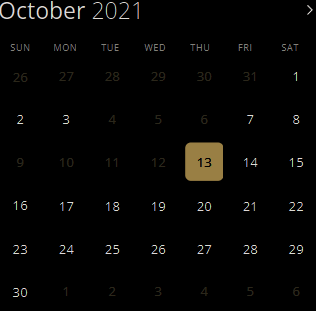 October 2021
SUN MON TUE WED THU FRI SAT
26 27 28 29 30 31 1
2 3 4 5 6 7 8
9 10 11 12 13 14 15
16 17 18 19 20 21 22
23 24 25 26 27 28 29
30 1 2 3 4 5 6